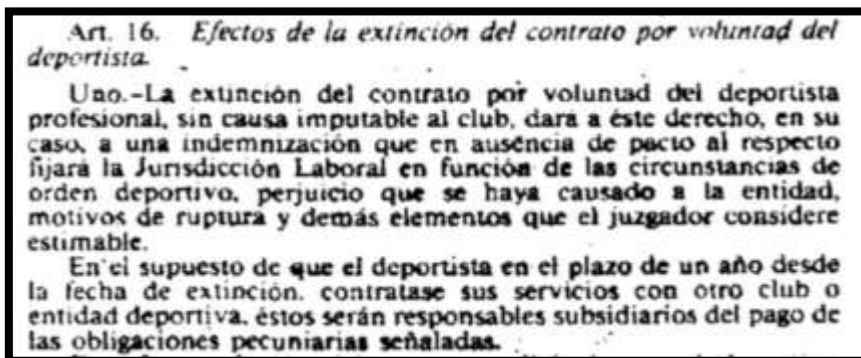 Art. 16. Efectos de la extinción del contrato por voluntad del
deportista.
Uno.-La extinción del contrato por voluntad del deportista
profesional, sin causa imputable al club, dará a éste derecho, en su
caso, a una indemnización que en ausencia de pacto al respecto
fijará la Jurisdicción Laboral en función de las circunstancias de
orden deportivo, perjuicio que se haya causado a la entidad,
motivos de ruptura y demás elementos que el juzgador considere
estimable.
En el supuesto de que el deportista en el plazo de un año desde
la fecha de extinción, contratase sus servicios con otro club o
entidad deportiva, éstos serán responsables subsidiarios del pago de
las obligaciones pecuniarias señaladas.